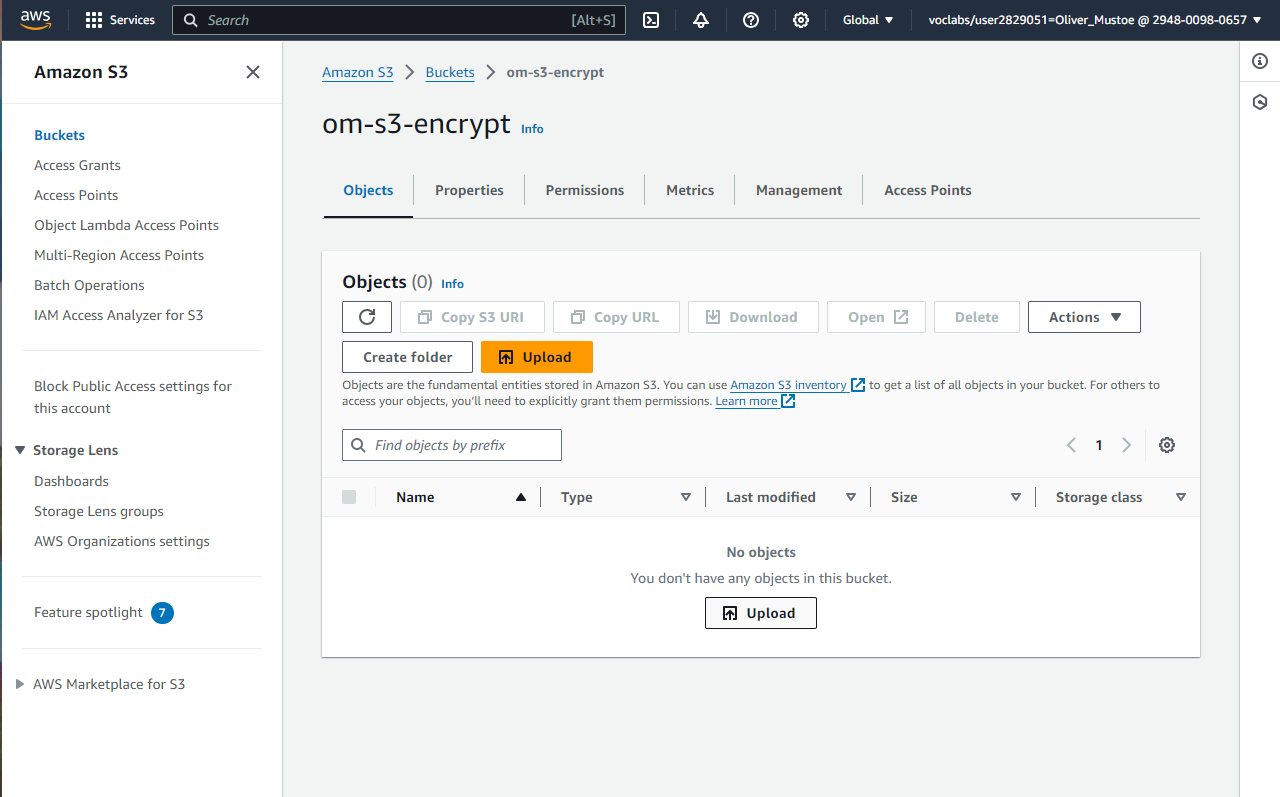 aws Services Search [Alt+S] Global voclabs/user2829051=Oliver_Mustoe @ 2948-0098-0657
Amazon S3
Buckets
Access Grants
Access Points
Object Lambda Access Points
Multi-Region Access Points
Batch Operations
IAM Access Analyzer for S3
Block Public Access settings for
this account
Storage Lens
Dashboards
Storage Lens groups
AWS Organizations settings
Feature spotlight 7
AWS Marketplace for S3
Amazon S3 Buckets om-s3-encrypt
om-s3-encrypt Info
Objects Properties Permissions Metrics Management Access Points
Objects (0) Info
Copy S3 URI Copy URL Download Open Delete Actions
Create folder Upload
Objects are the fundamental entities stored in Amazon S3. You can use Amazon S3 inventory to get a list of all objects in your bucket. For others to
access your objects, you'll need to explicitly grant them permissions. Learn more
Find objects by prefix 1
Name Type Last modified Size Storage class
No objects
You don't have any objects in this bucket.
Upload